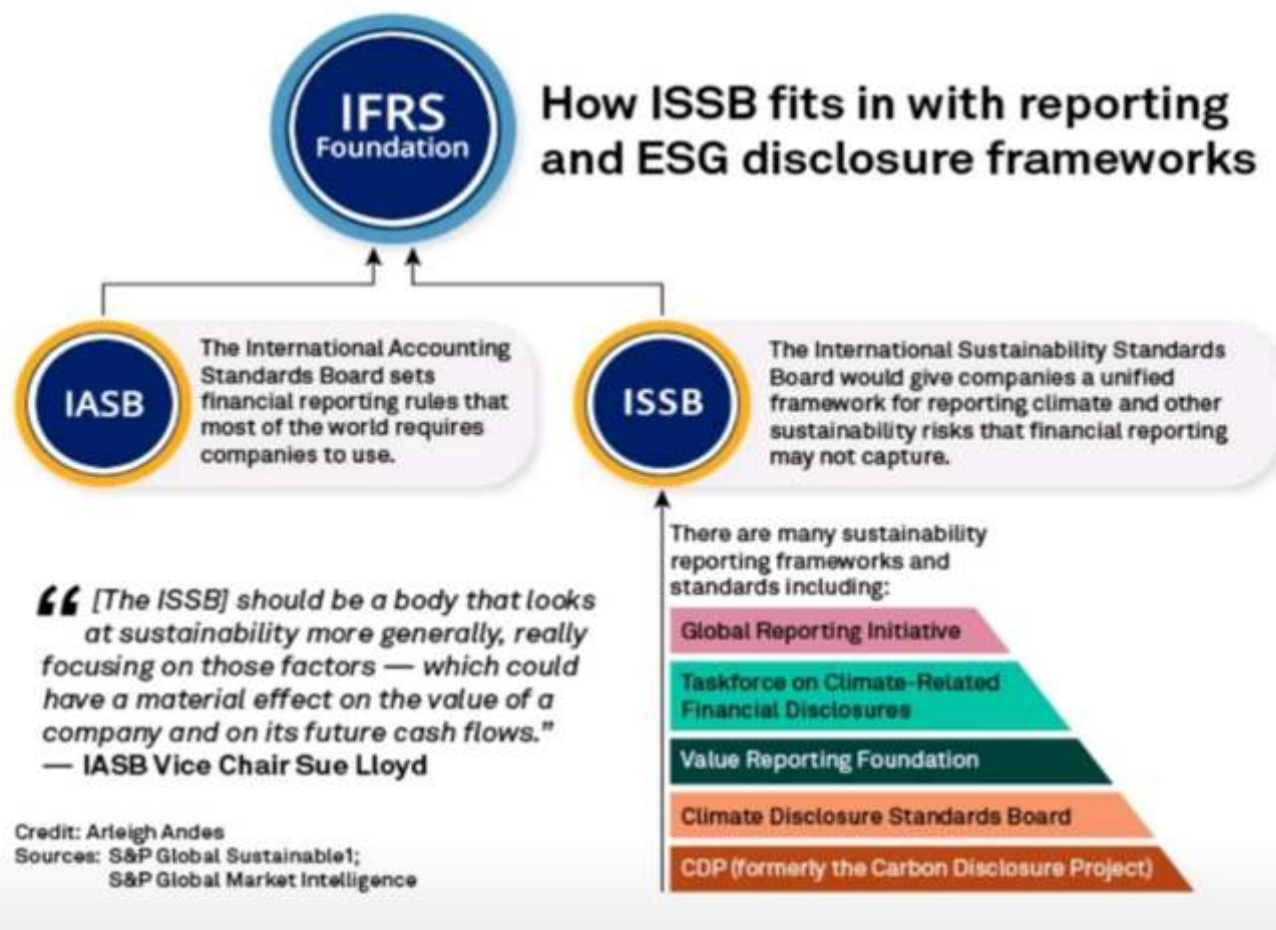 IFRS
Foundation
How ISSB fits in with reporting
and ESG disclosure frameworks
IASB
The International Accounting
Standards Board sets
financial reporting rules that
most of the world requires
companies to use.
ISSB
The International Sustainability Standards
Board would give companies a unified
framework for reporting climate and other
sustainability risks that financial reporting
may not capture.
“ [The ISSB] should be a body that looks
at sustainability more generally, really
focusing on those factors — which could
have a material effect on the value of a
company and on its future cash flows.”
— IASB Vice Chair Sue Lloyd
There are many sustainability
reporting frameworks and
standards including:
Global Reporting Initiative
Taskforce on Climate-Related
Financial Disclosures
Value Reporting Foundation
Climate Disclosure Standards Board
CDP (formerly the Carbon Disclosure Project)
Credit: Arleigh Andes
Sources: S&P Global Sustainable1;
S&P Global Market Intelligence